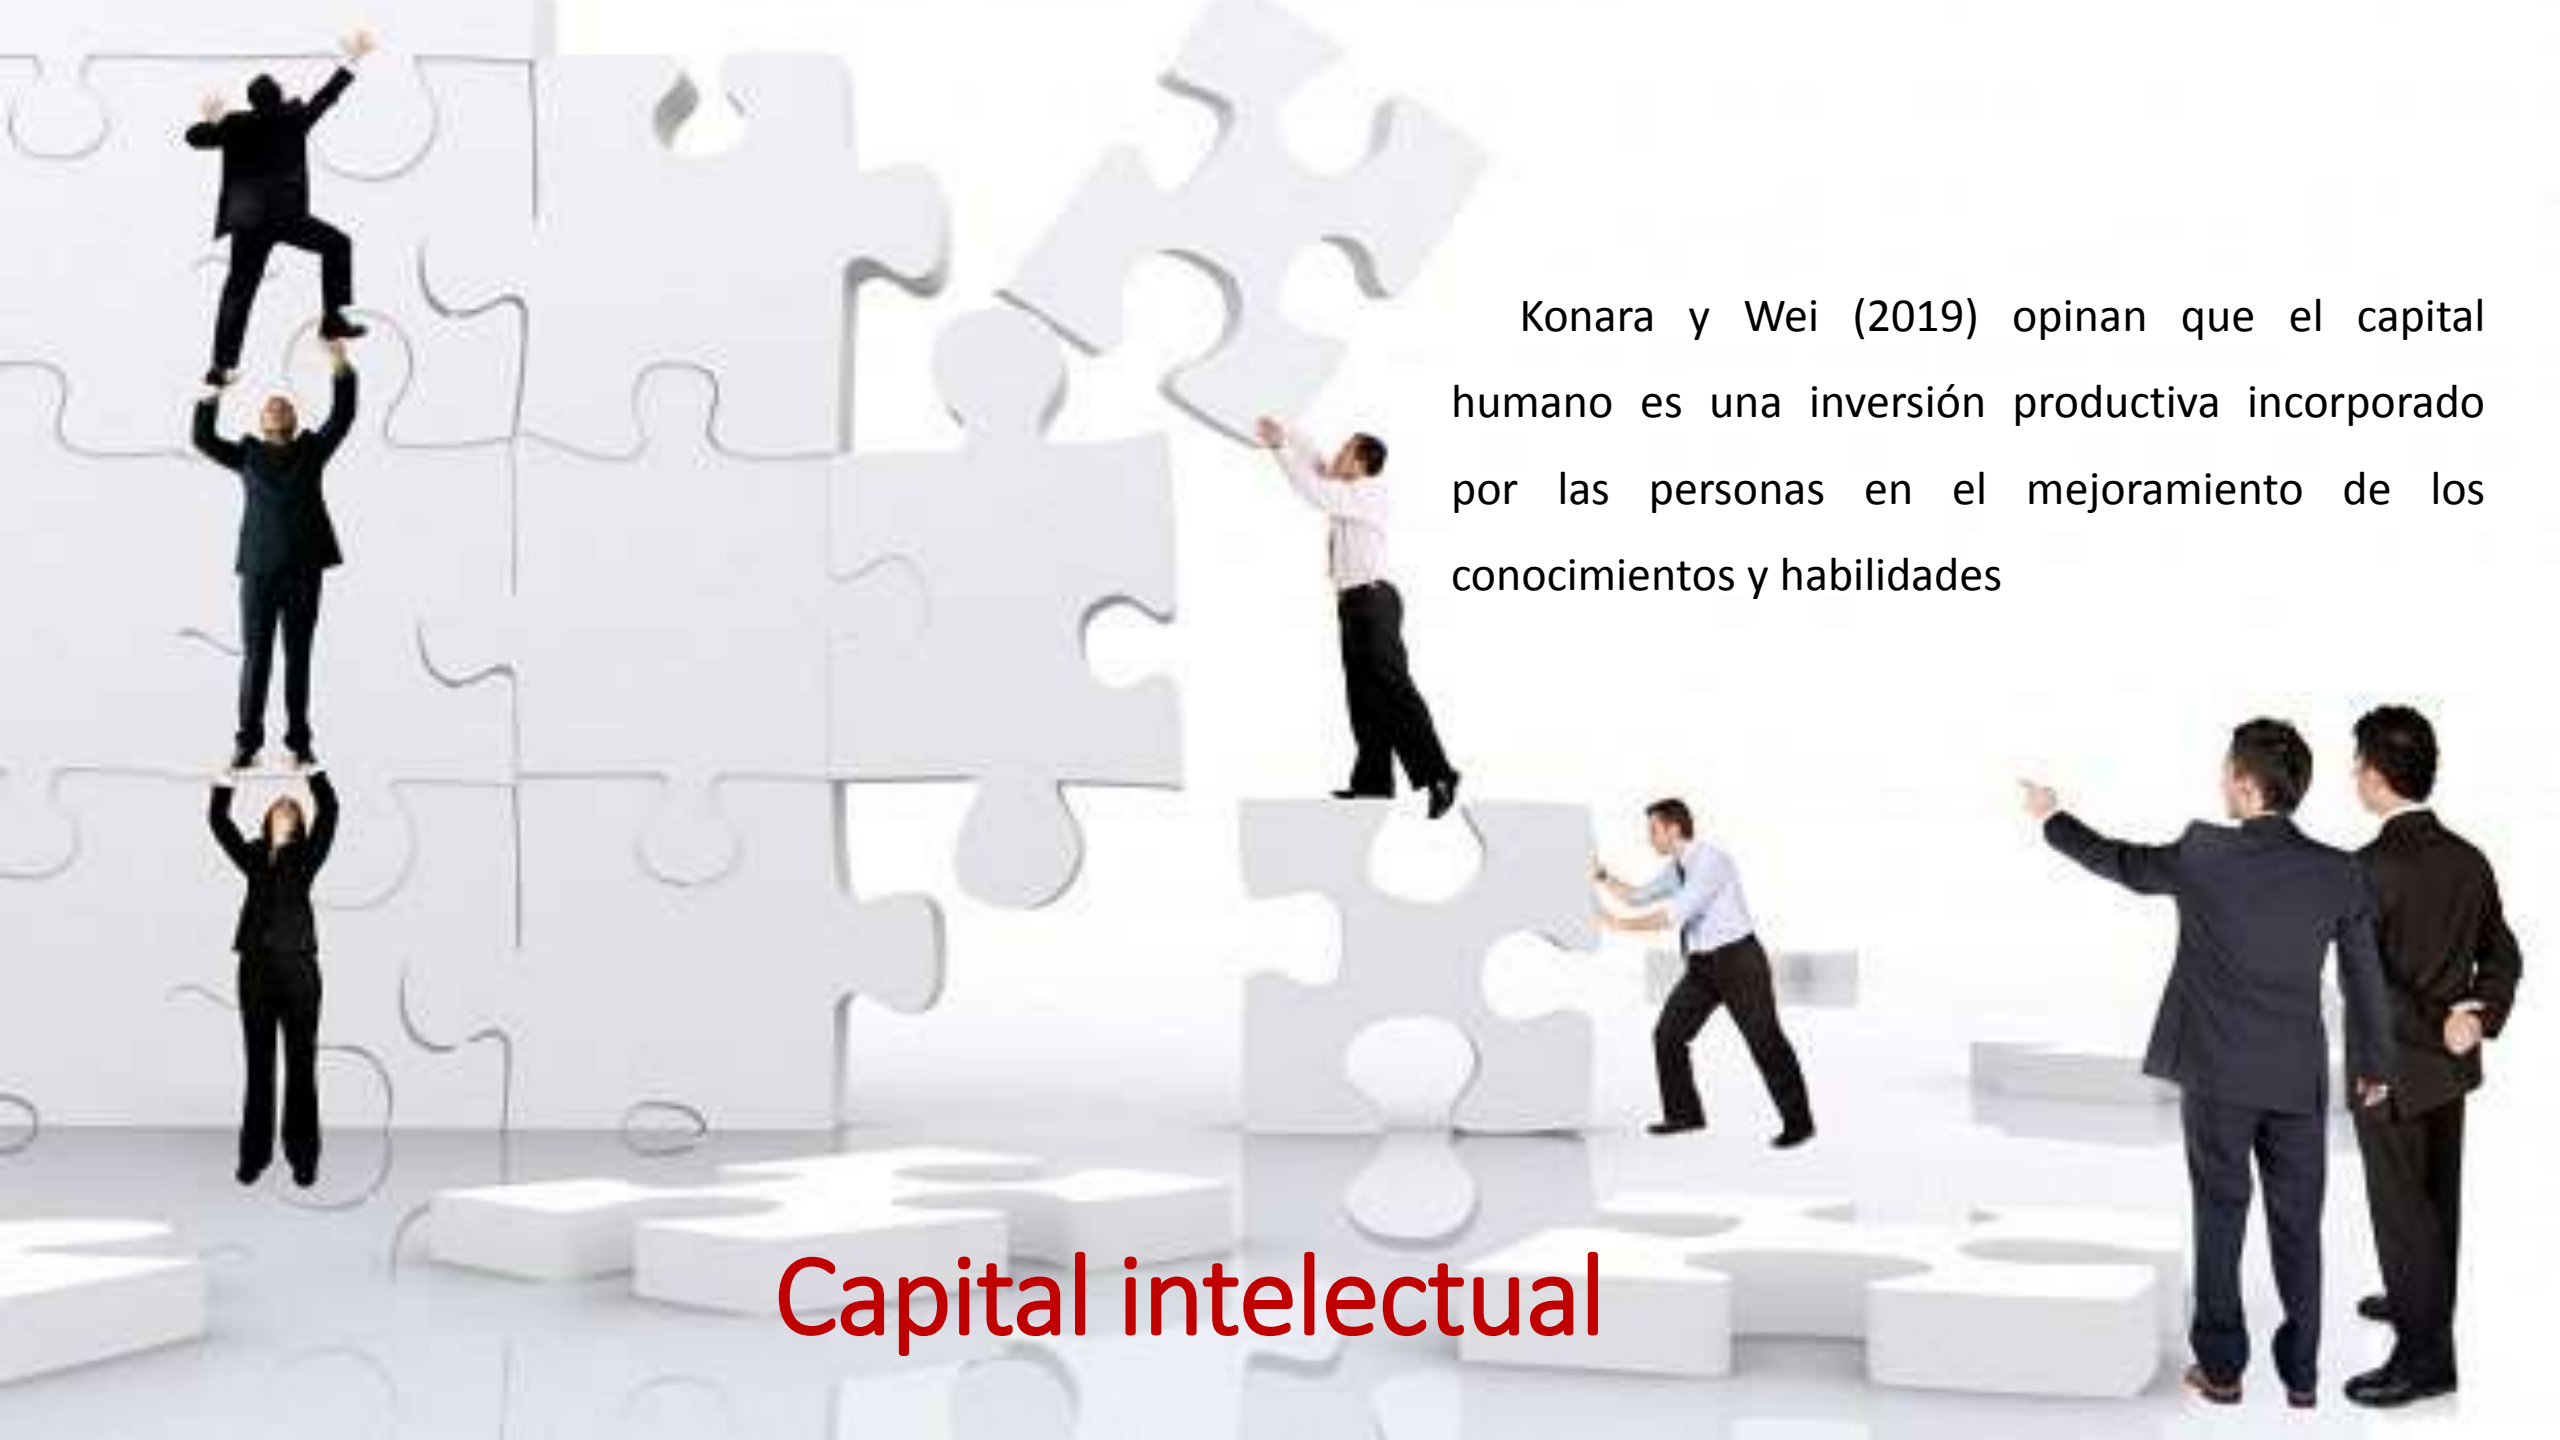 Konara y Wei (2019) opinan que el capital
humano es una inversión productiva incorporado
por las personas en el mejoramiento de los
conocimientos y habilidades
Capital intelectual